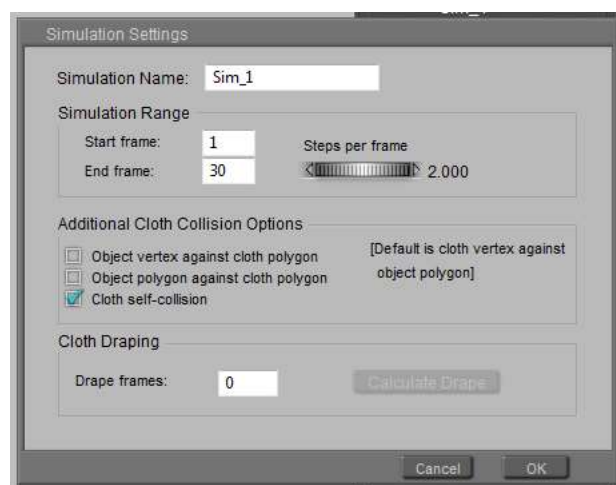 Simulation Settings
Simulation Name: Sim_1
Simulation Range
Start frame: 1
Steps per frame
End frame: 30
2.000
Additional Cloth Collision Options
Object vertex against cloth polygon
[Default is cloth vertex against
Object polygon against cloth polygon
object polygon]
Cloth self-collision
Cloth Draping
Drape frames: 0
Calculate Drape
Cancel OK